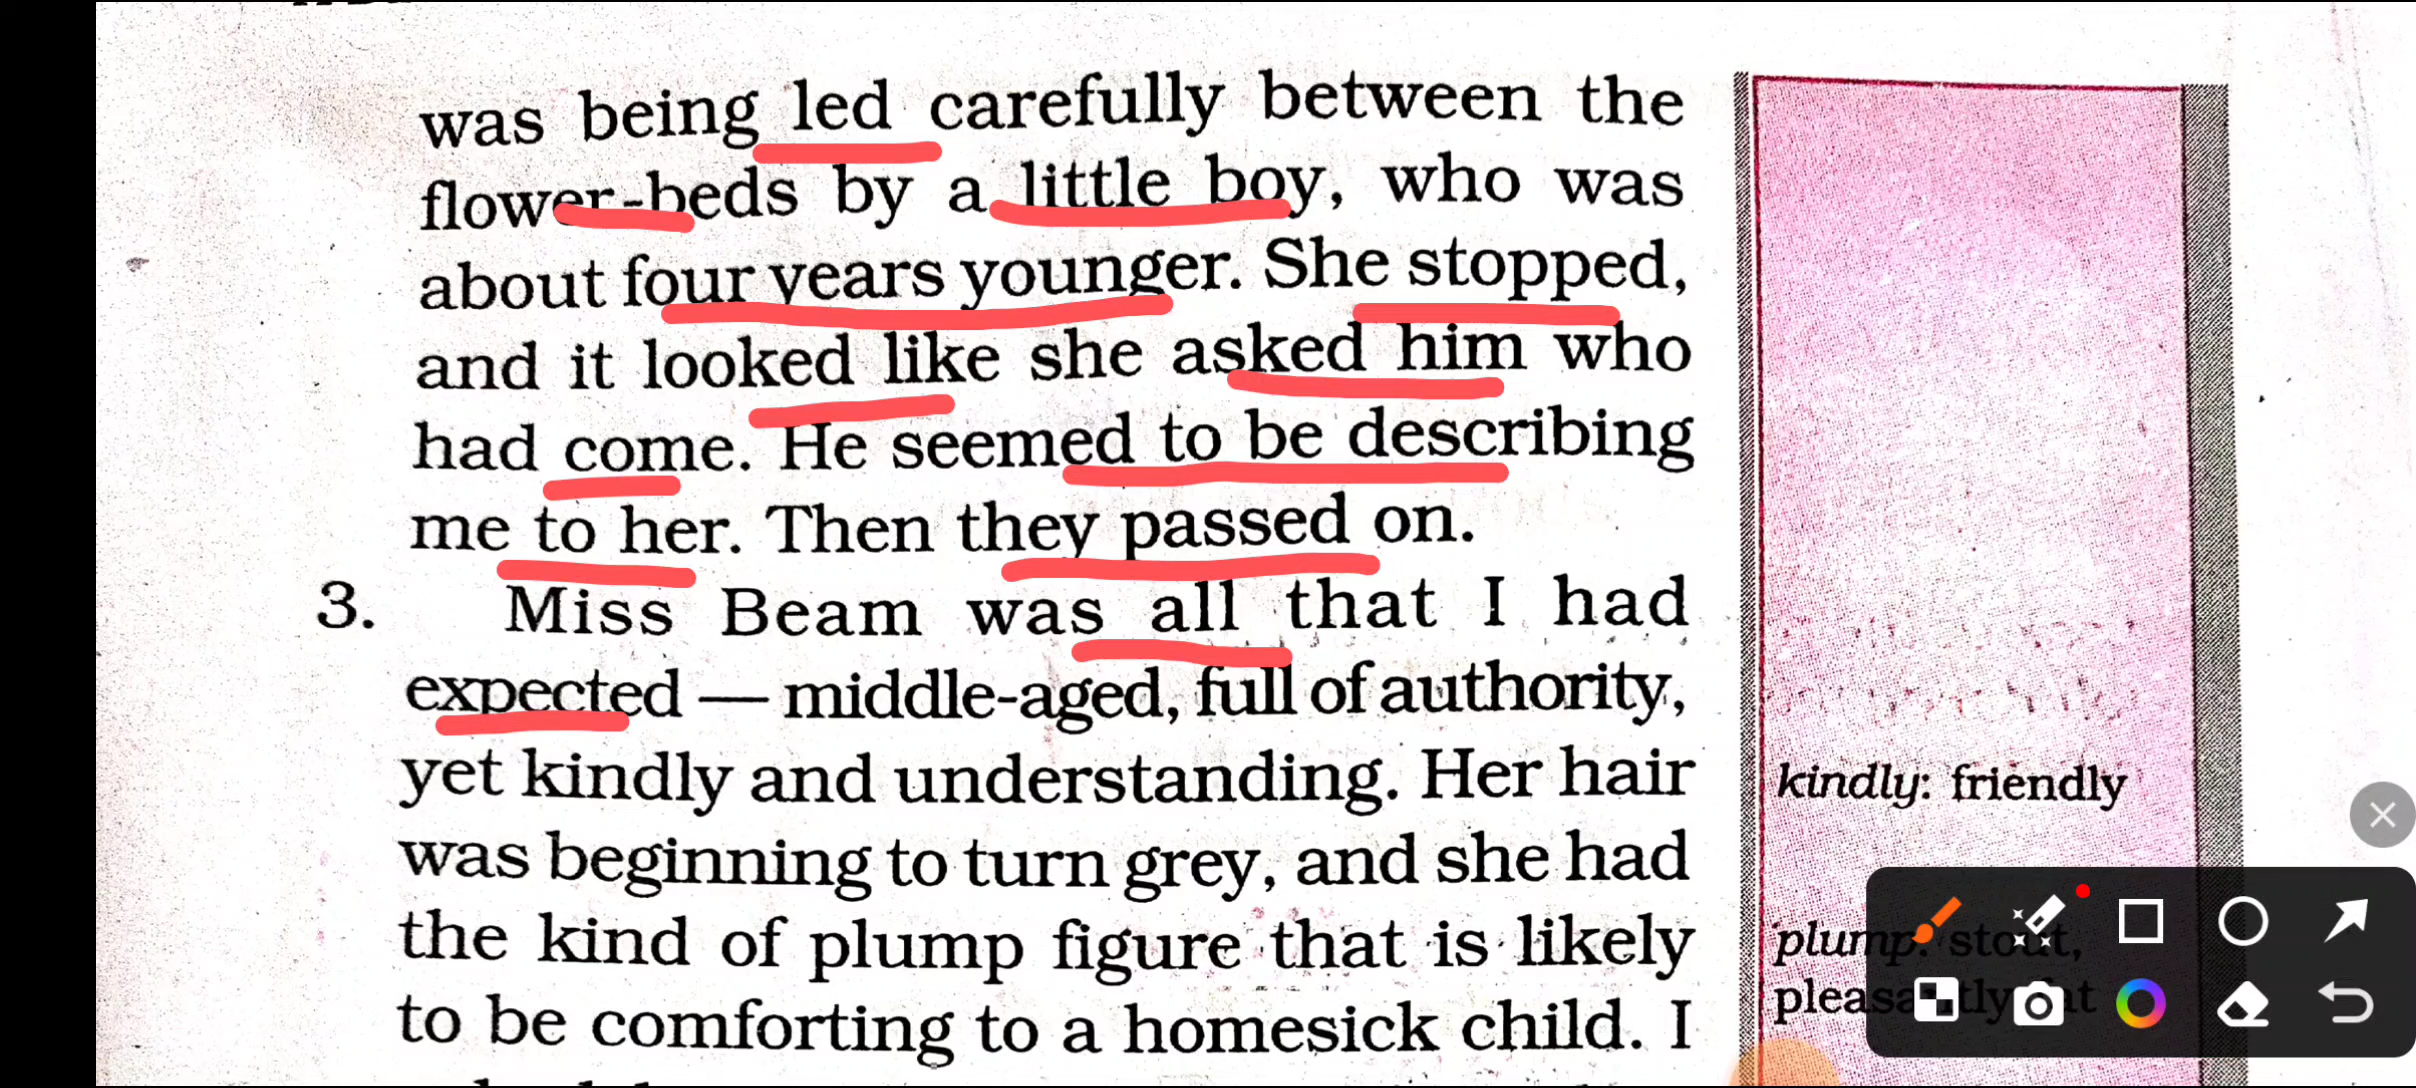 was being led carefully between the
flower-beds by a little boy, who was
about four years younger. She stopped,
and it looked like she asked him who
had come. He seemed to be describing
me to her. Then they passed on.
3. Miss Beam was all that I had
expected — middle-aged, full of authority,
yet kindly and understanding. Her hair
was beginning to turn grey, and she had
the kind of plump figure that is likely
to be comforting to a homesick child. I
kindly: friendly
plump: stout,
pleasantly fat